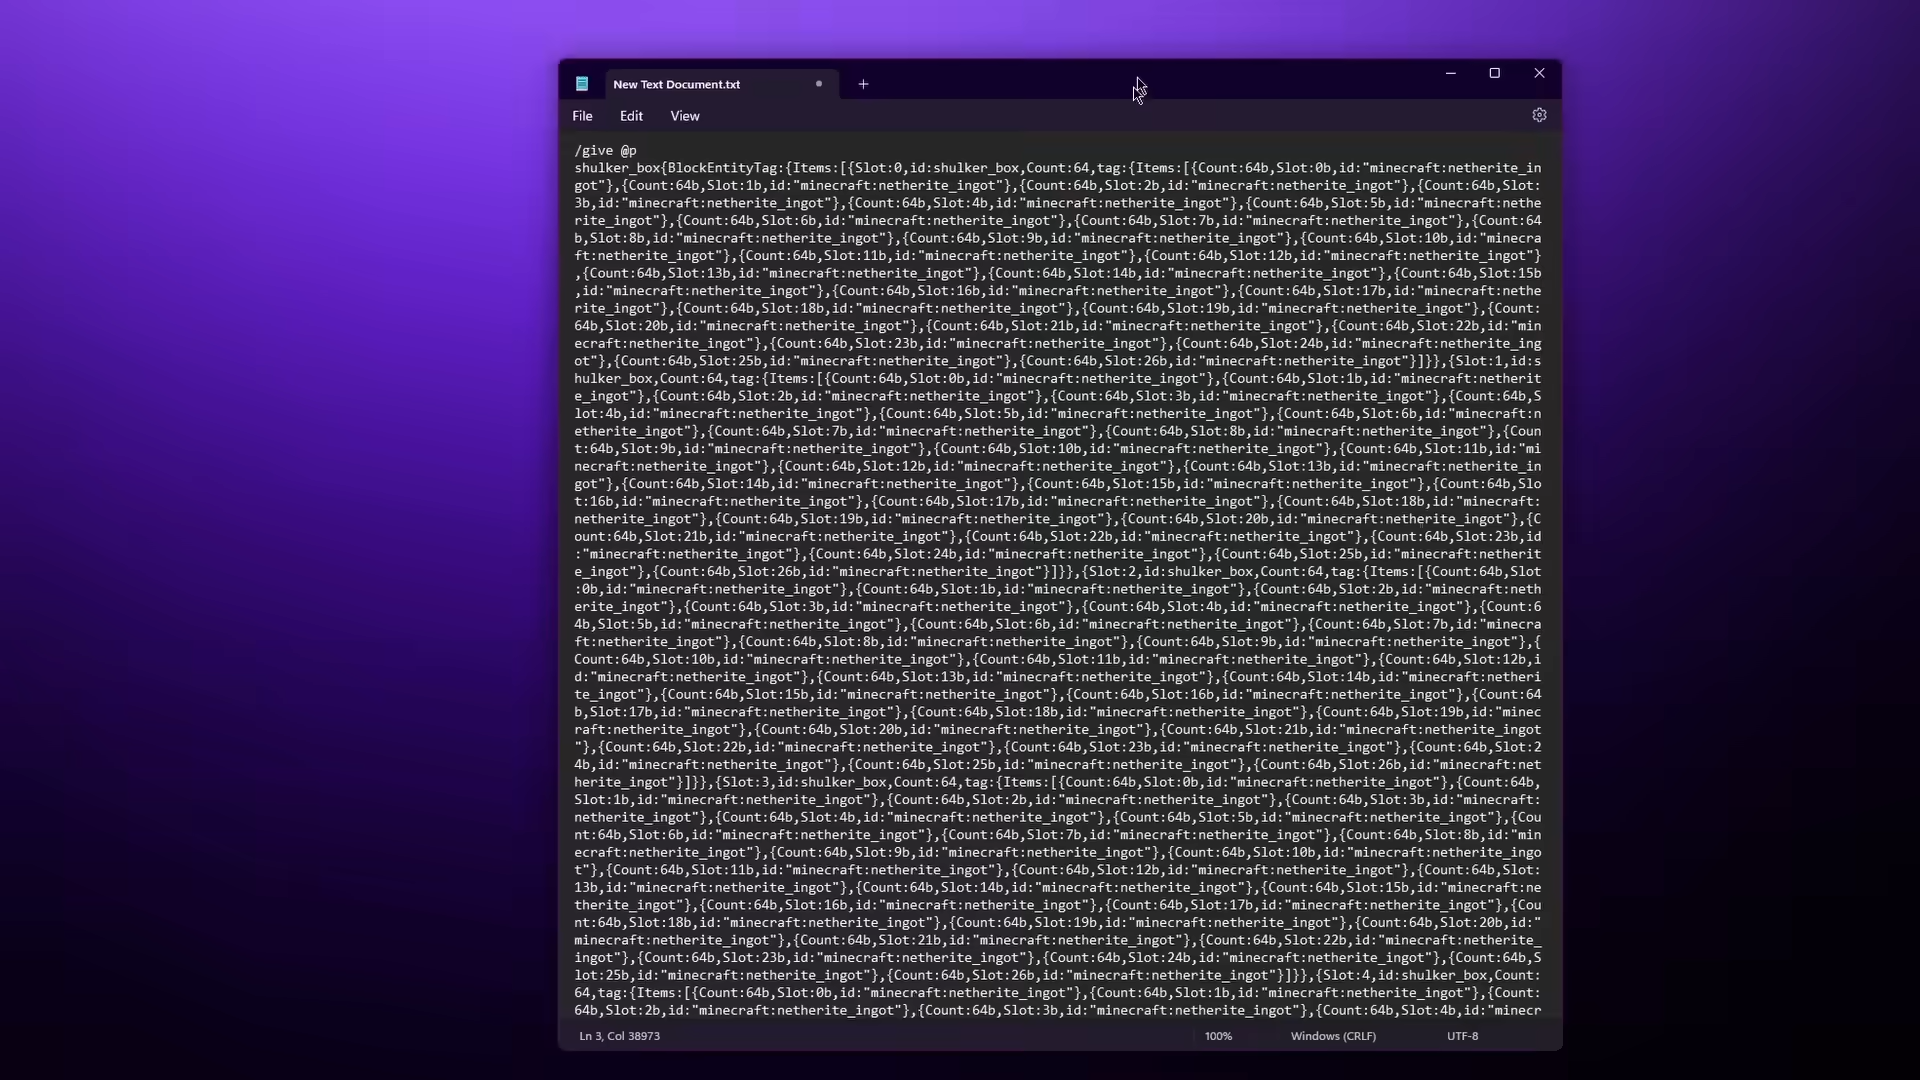 New Text Document.txt
File Edit View
/give @p
shulker_box{BlockEntityTag:{Items:[{Slot:0,id:shulker_box,Count:64,tag:{Items:[{Count:64b,Slot:0b,id:"minecraft:netherite_in
got"},{Count:64b,Slot:1b,id:"minecraft:netherite_ingot"},{Count:64b,Slot:2b,id:"minecraft:netherite_ingot"},{Count:64b,Slot:
3b,id:"minecraft:netherite_ingot"},{Count:64b,Slot:4b,id:"minecraft:netherite_ingot"},{Count:64b,Slot:5b,id:"minecraft:nethe
rite_ingot"},{Count:64b,Slot:6b,id:"minecraft:netherite_ingot"},{Count:64b,Slot:7b,id:"minecraft:netherite_ingot"},{Count:64
b,Slot:8b,id:"minecraft:netherite_ingot"},{Count:64b,Slot:9b,id:"minecraft:netherite_ingot"},{Count:64b,Slot:10b,id:"minecra
ft:netherite_ingot"},{Count:64b,Slot:11b,id:"minecraft:netherite_ingot"},{Count:64b,Slot:12b,id:"minecraft:netherite_ingot"}
,{Count:64b,Slot:13b,id:"minecraft:netherite_ingot"},{Count:64b,Slot:14b,id:"minecraft:netherite_ingot"},{Count:64b,Slot:15b
,id:"minecraft:netherite_ingot"},{Count:64b,Slot:16b,id:"minecraft:netherite_ingot"},{Count:64b,Slot:17b,id:"minecraft:nethe
rite_ingot"},{Count:64b,Slot:18b,id:"minecraft:netherite_ingot"},{Count:64b,Slot:19b,id:"minecraft:netherite_ingot"},{Count:
64b,Slot:20b,id:"minecraft:netherite_ingot"},{Count:64b,Slot:21b,id:"minecraft:netherite_ingot"},{Count:64b,Slot:22b,id:"min
ecraft:netherite_ingot"},{Count:64b,Slot:23b,id:"minecraft:netherite_ingot"},{Count:64b,Slot:24b,id:"minecraft:netherite_ing
ot"},{Count:64b,Slot:25b,id:"minecraft:netherite_ingot"},{Count:64b,Slot:26b,id:"minecraft:netherite_ingot"}]}},{Slot:1,id:s
hulker_box,Count:64,tag:{Items:[{Count:64b,Slot:0b,id:"minecraft:netherite_ingot"},{Count:64b,Slot:1b,id:"minecraft:netherit
e_ingot"},{Count:64b,Slot:2b,id:"minecraft:netherite_ingot"},{Count:64b,Slot:3b,id:"minecraft:netherite_ingot"},{Count:64b,S
lot:4b,id:"minecraft:netherite_ingot"},{Count:64b,Slot:5b,id:"minecraft:netherite_ingot"},{Count:64b,Slot:6b,id:"minecraft:n
etherite_ingot"},{Count:64b,Slot:7b,id:"minecraft:netherite_ingot"},{Count:64b,Slot:8b,id:"minecraft:netherite_ingot"},{Coun
t:64b,Slot:9b,id:"minecraft:netherite_ingot"},{Count:64b,Slot:10b,id:"minecraft:netherite_ingot"},{Count:64b,Slot:11b,id:"mi
necraft:netherite_ingot"},{Count:64b,Slot:12b,id:"minecraft:netherite_ingot"},{Count:64b,Slot:13b,id:"minecraft:netherite_in
got"},{Count:64b,Slot:14b,id:"minecraft:netherite_ingot"},{Count:64b,Slot:15b,id:"minecraft:netherite_ingot"},{Count:64b,Slo
t:16b,id:"minecraft:netherite_ingot"},{Count:64b,Slot:17b,id:"minecraft:netherite_ingot"},{Count:64b,Slot:18b,id:"minecraft:
netherite_ingot"},{Count:64b,Slot:19b,id:"minecraft:netherite_ingot"},{Count:64b,Slot:20b,id:"minecraft:netherite_ingot"},{C
ount:64b,Slot:21b,id:"minecraft:netherite_ingot"},{Count:64b,Slot:22b,id:"minecraft:netherite_ingot"},{Count:64b,Slot:23b,id
:"minecraft:netherite_ingot"},{Count:64b,Slot:24b,id:"minecraft:netherite_ingot"},{Count:64b,Slot:25b,id:"minecraft:netherit
e_ingot"},{Count:64b,Slot:26b,id:"minecraft:netherite_ingot"}]}},{Slot:2,id:shulker_box,Count:64,tag:{Items:[{Count:64b,Slot
:0b,id:"minecraft:netherite_ingot"},{Count:64b,Slot:1b,id:"minecraft:netherite_ingot"},{Count:64b,Slot:2b,id:"minecraft:neth
erite_ingot"},{Count:64b,Slot:3b,id:"minecraft:netherite_ingot"},{Count:64b,Slot:4b,id:"minecraft:netherite_ingot"},{Count:6
4b,Slot:5b,id:"minecraft:netherite_ingot"},{Count:64b,Slot:6b,id:"minecraft:netherite_ingot"},{Count:64b,Slot:7b,id:"minecra
ft:netherite_ingot"},{Count:64b,Slot:8b,id:"minecraft:netherite_ingot"},{Count:64b,Slot:9b,id:"minecraft:netherite_ingot"},{
Count:64b,Slot:10b,id:"minecraft:netherite_ingot"},{Count:64b,Slot:11b,id:"minecraft:netherite_ingot"},{Count:64b,Slot:12b,i
d:"minecraft:netherite_ingot"},{Count:64b,Slot:13b,id:"minecraft:netherite_ingot"},{Count:64b,Slot:14b,id:"minecraft:netheri
te_ingot"},{Count:64b,Slot:15b,id:"minecraft:netherite_ingot"},{Count:64b,Slot:16b,id:"minecraft:netherite_ingot"},{Count:64
b,Slot:17b,id:"minecraft:netherite_ingot"},{Count:64b,Slot:18b,id:"minecraft:netherite_ingot"},{Count:64b,Slot:19b,id:"minec
raft:netherite_ingot"},{Count:64b,Slot:20b,id:"minecraft:netherite_ingot"},{Count:64b,Slot:21b,id:"minecraft:netherite_ingot
"},{Count:64b,Slot:22b,id:"minecraft:netherite_ingot"},{Count:64b,Slot:23b,id:"minecraft:netherite_ingot"},{Count:64b,Slot:2
4b,id:"minecraft:netherite_ingot"},{Count:64b,Slot:25b,id:"minecraft:netherite_ingot"},{Count:64b,Slot:26b,id:"minecraft:net
herite_ingot"}]}},{Slot:3,id:shulker_box,Count:64,tag:{Items:[{Count:64b,Slot:0b,id:"minecraft:netherite_ingot"},{Count:64b,
Slot:1b,id:"minecraft:netherite_ingot"},{Count:64b,Slot:2b,id:"minecraft:netherite_ingot"},{Count:64b,Slot:3b,id:"minecraft:
netherite_ingot"},{Count:64b,Slot:4b,id:"minecraft:netherite_ingot"},{Count:64b,Slot:5b,id:"minecraft:netherite_ingot"},{Cou
nt:64b,Slot:6b,id:"minecraft:netherite_ingot"},{Count:64b,Slot:7b,id:"minecraft:netherite_ingot"},{Count:64b,Slot:8b,id:"min
ecraft:netherite_ingot"},{Count:64b,Slot:9b,id:"minecraft:netherite_ingot"},{Count:64b,Slot:10b,id:"minecraft:netherite_ingo
t"},{Count:64b,Slot:11b,id:"minecraft:netherite_ingot"},{Count:64b,Slot:12b,id:"minecraft:netherite_ingot"},{Count:64b,Slot:
13b,id:"minecraft:netherite_ingot"},{Count:64b,Slot:14b,id:"minecraft:netherite_ingot"},{Count:64b,Slot:15b,id:"minecraft:ne
therite_ingot"},{Count:64b,Slot:16b,id:"minecraft:netherite_ingot"},{Count:64b,Slot:17b,id:"minecraft:netherite_ingot"},{Cou
nt:64b,Slot:18b,id:"minecraft:netherite_ingot"},{Count:64b,Slot:19b,id:"minecraft:netherite_ingot"},{Count:64b,Slot:20b,id:"
minecraft:netherite_ingot"},{Count:64b,Slot:21b,id:"minecraft:netherite_ingot"},{Count:64b,Slot:22b,id:"minecraft:netherite_
ingot"},{Count:64b,Slot:23b,id:"minecraft:netherite_ingot"},{Count:64b,Slot:24b,id:"minecraft:netherite_ingot"},{Count:64b,S
lot:25b,id:"minecraft:netherite_ingot"},{Count:64b,Slot:26b,id:"minecraft:netherite_ingot"}]}},{Slot:4,id:shulker_box,Count:
64,tag:{Items:[{Count:64b,Slot:0b,id:"minecraft:netherite_ingot"},{Count:64b,Slot:1b,id:"minecraft:netherite_ingot"},{Count:
64b,Slot:2b,id:"minecraft:netherite_ingot"},{Count:64b,Slot:3b,id:"minecraft:netherite_ingot"},{Count:64b,Slot:4b,id:"minecr
Ln 3, Col 38973 100% Windows (CRLF) UTF-8